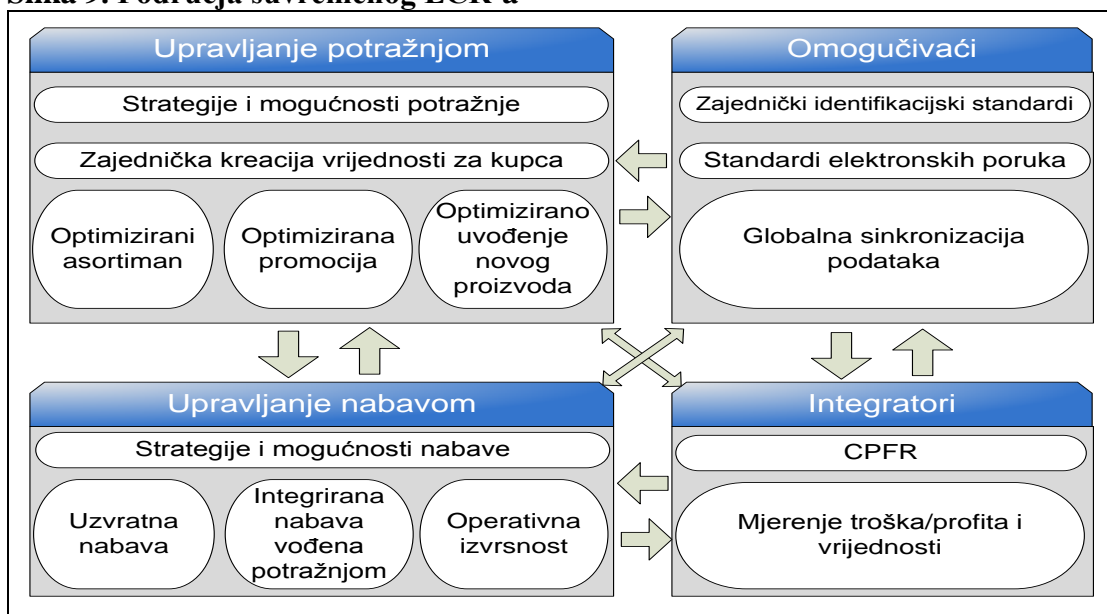 Slika 9. Područja suvremenog ECR-a
Upravljanje potražnjom
Strategije i mogućnosti potražnje
Zajednička kreacija vrijednosti za kupca
Optimizirani
asortiman
Optimizirana
promocija
Optimizirano
uvođenje
novog
proizvoda
Omogučivaći
Zajednički identifikacijski standardi
Standardi elektronskih poruka
Globalna sinkronizacija
podataka
Upravljanje nabavom
Strategije i mogućnosti nabave
Uzvratna
nabava
Integrirana
nabava
vođena
potražnjom
Operativna
izvrsnost
Integratori
CPFR
Mjerenje troška/profita i
vrijednosti